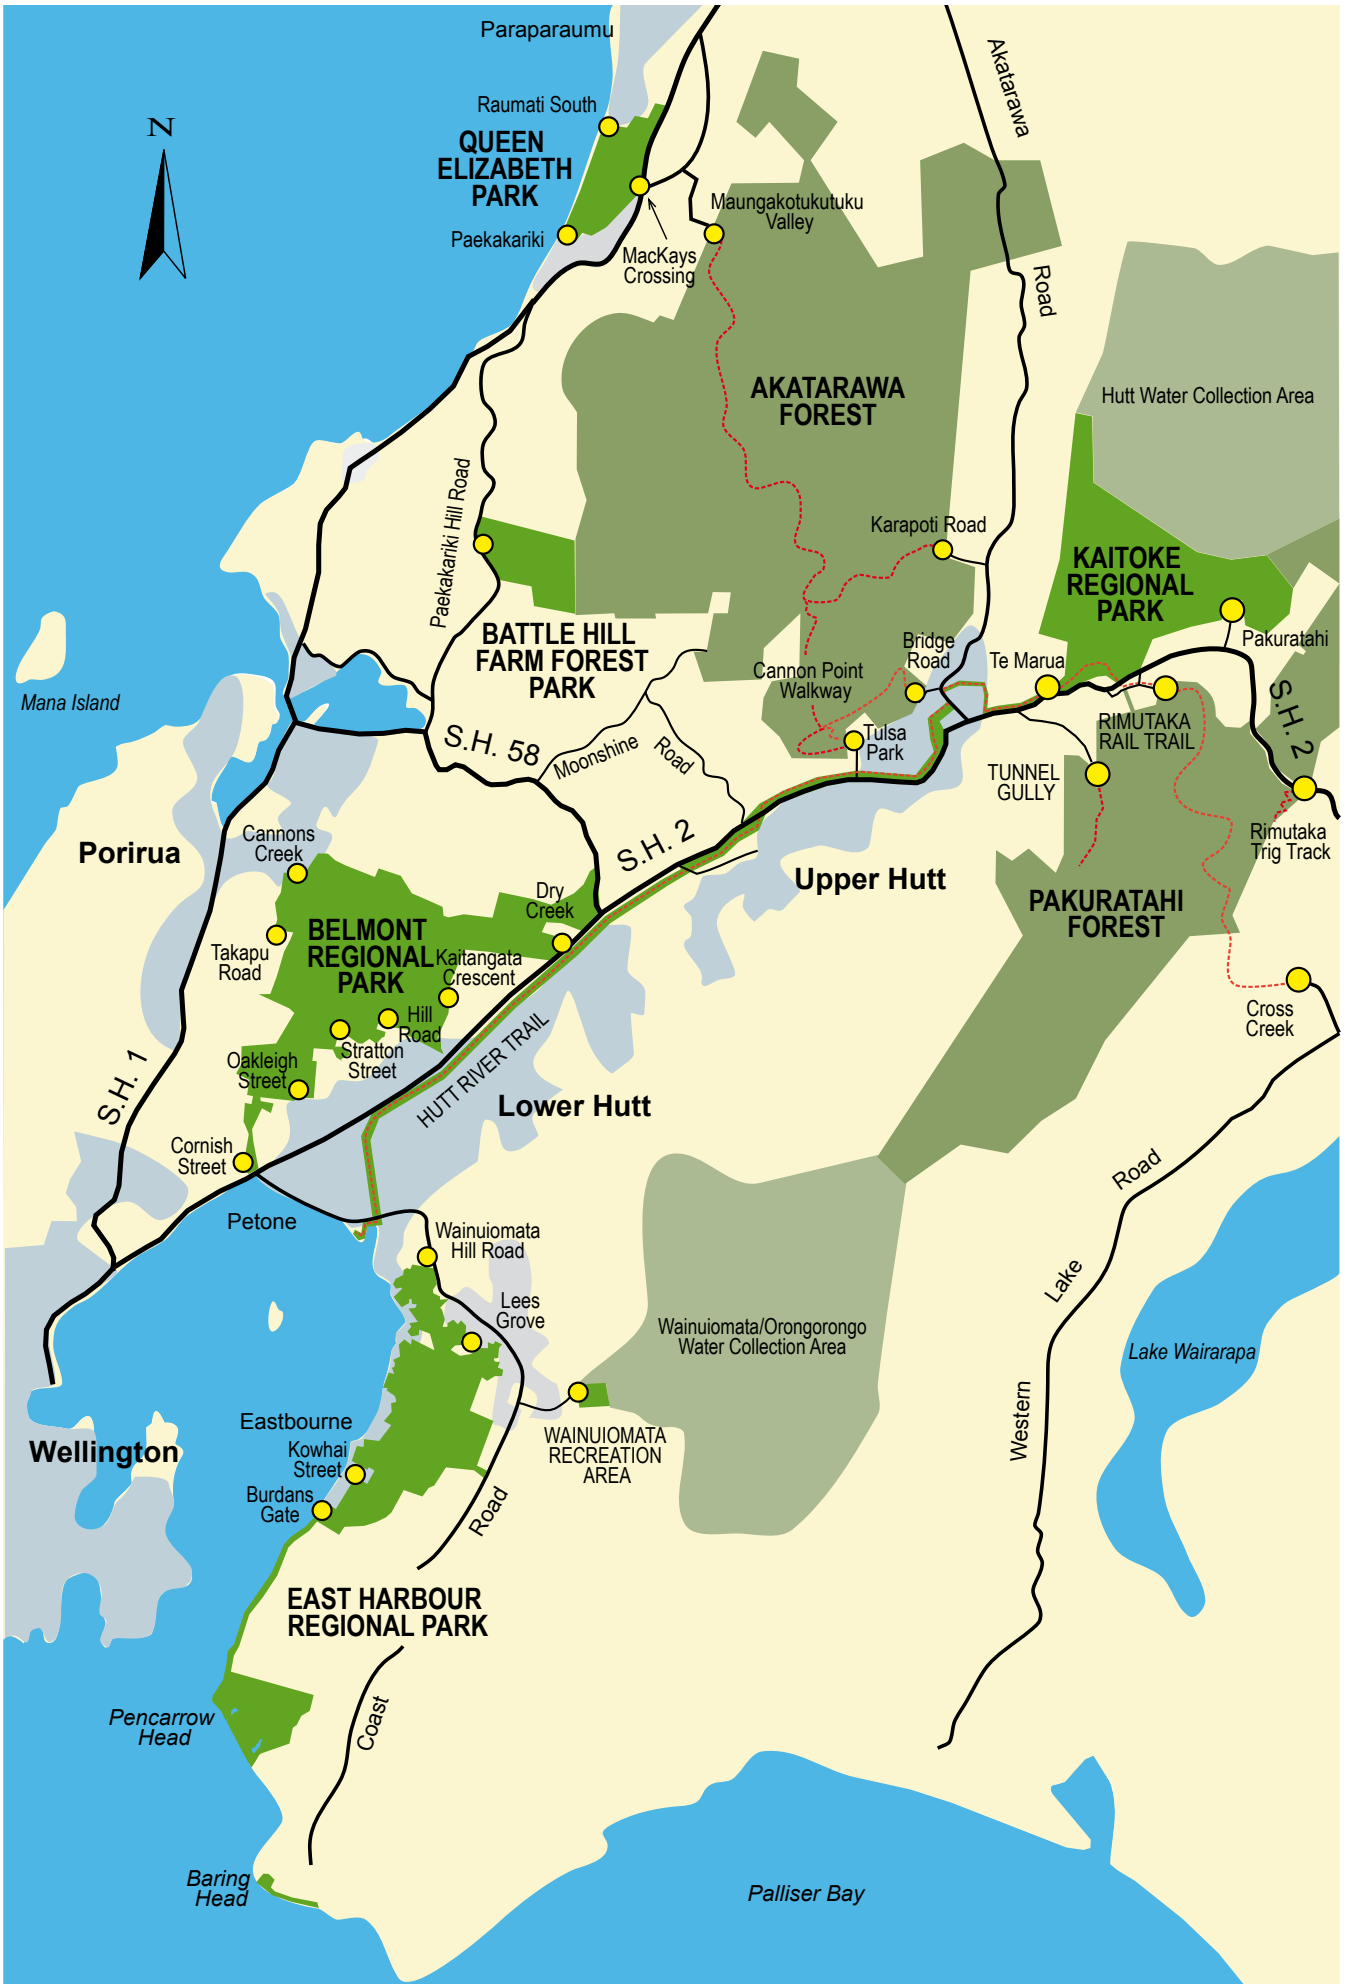 Paraparaumu
Akatarawa
Road
N
Raumati South
QUEEN
ELIZABETH
PARK
Paekakariki
MacKays
Crossing
Maungakotukutuku
Valley
AKATARAWA
FOREST
Hutt Water Collection Area
Paekakariki Hill Road
Karapoti Road
KAITOKE
REGIONAL
PARK
Pakuratahi
BATTLE HILL
FARM FOREST
PARK
Bridge
Road
Te Marua
Cannon Point
Walkway
Mana Island
S.H. 58
Moonshine
Road
Tulsa
Park
RIMUTAKA
RAIL TRAIL
S.H. 2
TUNNEL
GULLY
Rimutaka
Trig Track
Porirua
Cannons
Creek
S.H. 2
Upper Hutt
Dry
Creek
PAKURATAHI
FOREST
BELMONT
REGIONAL
PARK
Takapu
Road
Kaitangata
Crescent
Hill
Road
Stratton
Street
Oakleigh
Street
HUTT RIVER TRAIL
Cross
Creek
S.H. 1
Lower Hutt
Cornish
Street
Petone
Wainuiomata
Hill Road
Lees
Grove
Road
Lake
Western
Wainuiomata/Orongorongo
Water Collection Area
Lake Wairarapa
Eastbourne
Kowhai
Street
Burdans
Gate
Wellington
WAINUIOMATA
RECREATION
AREA
Road
Coast
EAST HARBOUR
REGIONAL PARK
Pencarrow
Head
Baring
Head
Palliser Bay